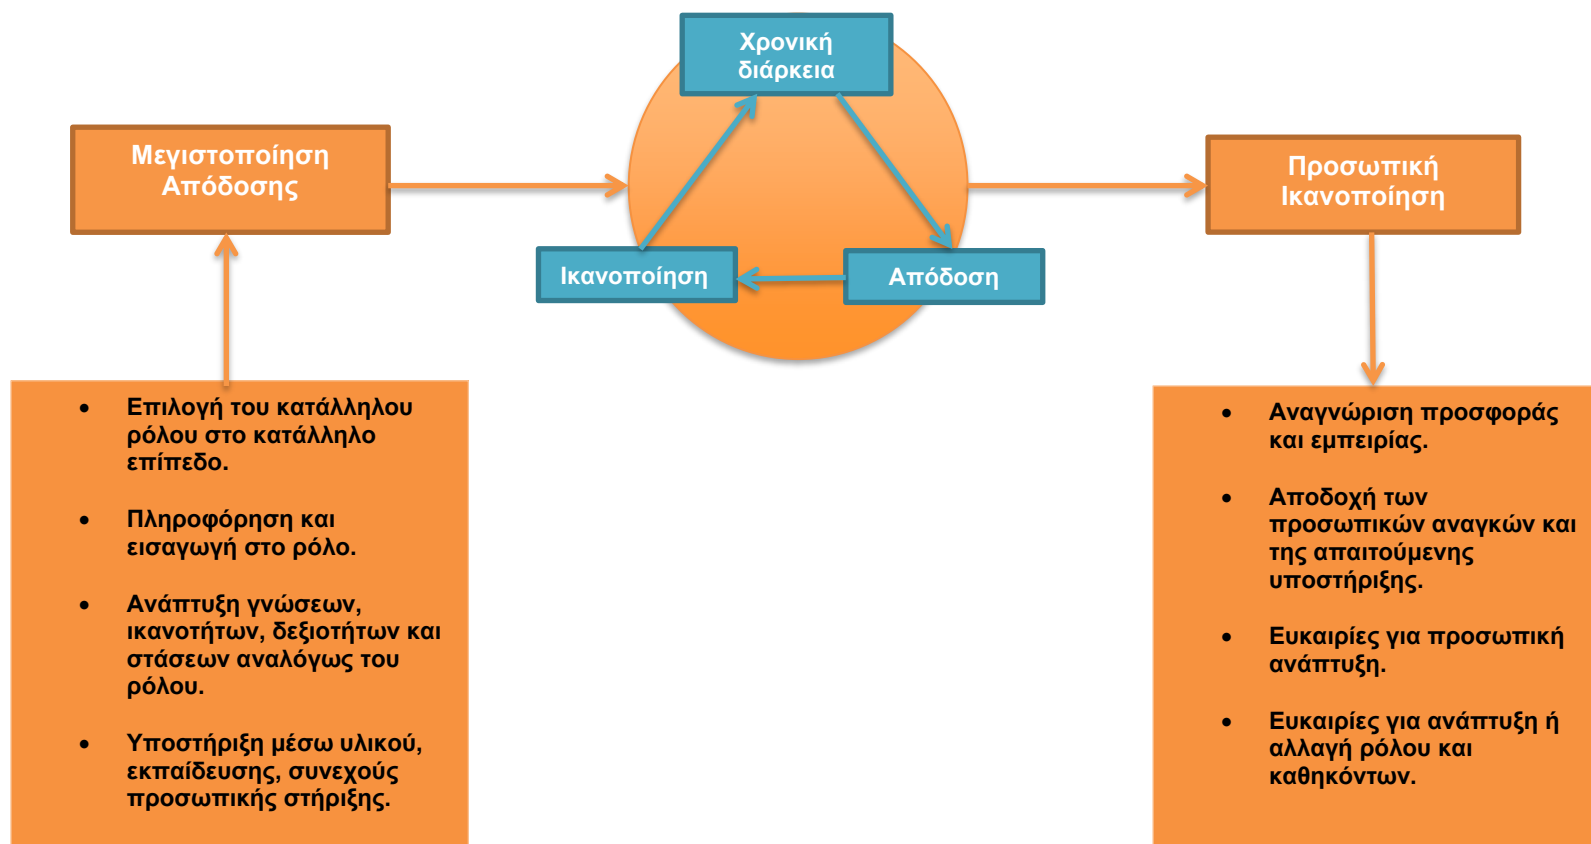 Χρονική
διάρκεια
Μεγιστοποίηση
Απόδοσης
Προσωπική
Ικανοποίηση
Ικανοποίηση
Απόδοση
• Επιλογή του κατάλληλου
ρόλου στο κατάλληλο
επίπεδο.
• Πληροφόρηση και
εισαγωγή στο ρόλο.
• Ανάπτυξη γνώσεων,
ικανοτήτων, δεξιοτήτων και
στάσεων αναλόγως του
ρόλου.
• Υποστήριξη μέσω υλικού,
εκπαίδευσης, συνεχούς
προσωπικής στήριξης.
• Αναγνώριση προσφοράς
και εμπειρίας.
• Αποδοχή των
προσωπικών αναγκών και
της απαιτούμενης
υποστήριξης.
• Ευκαιρίες για προσωπική
ανάπτυξη.
• Ευκαιρίες για ανάπτυξη ή
αλλαγή ρόλου και
καθηκόντων.